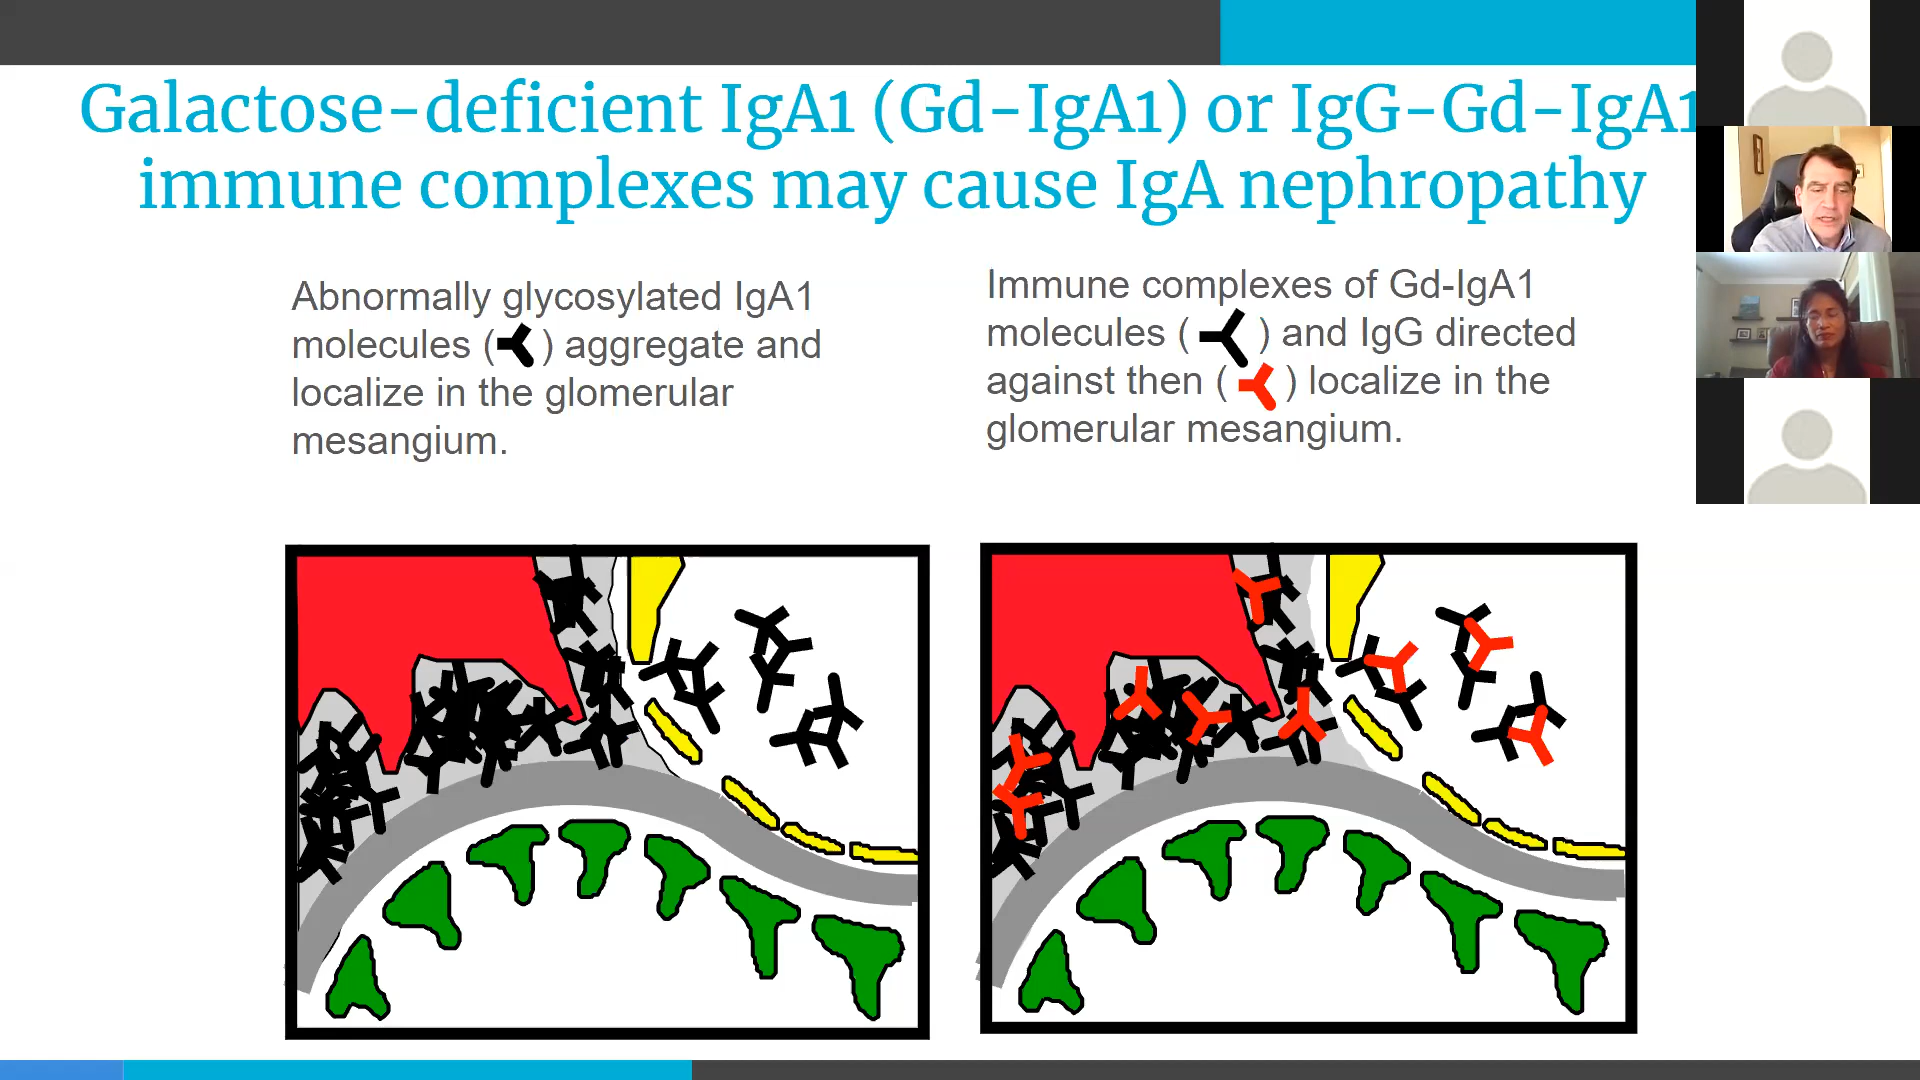 Galactose-deficient IgA1 (Gd-IgA1) or IgG-Gd-IgA1
immune complexes may cause IgA nephropathy
Abnormally glycosylated IgA1
molecules ( ) aggregate and
localize in the glomerular
mesangium.
Immune complexes of Gd-IgA1
molecules ( ) and IgG directed
against then ( ) localize in the
glomerular mesangium.